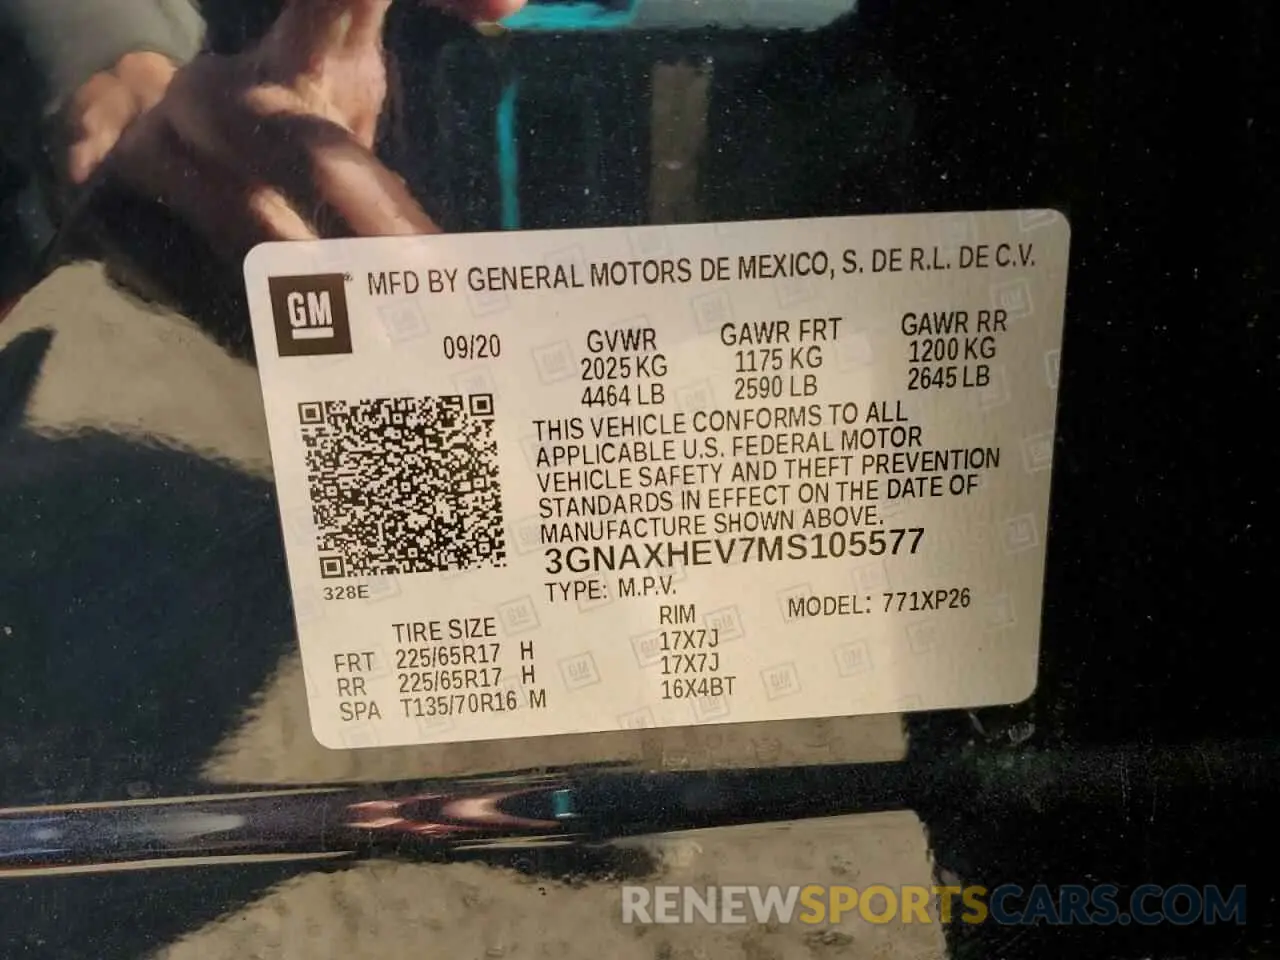 GM
MFD BY GENERAL MOTORS DE MEXICO, S. DE R.L. DE C.V.
09/20 GVWR GAWR FRT GAWR RR
2025 KG 1175 KG 1200 KG
4464 LB 2590 LB 2645 LB
THIS VEHICLE CONFORMS TO ALL
APPLICABLE U.S. FEDERAL MOTOR
VEHICLE SAFETY AND THEFT PREVENTION
STANDARDS IN EFFECT ON THE DATE OF
MANUFACTURE SHOWN ABOVE.
3GNAXHEV7MS105577
328E
TYPE: M.P.V. MODEL: 771XP26
TIRE SIZE RIM
FRT 225/65R17 H 17X7J
RR 225/65R17 H 17X7J
SPA T135/70R16 M 16X4BT
RENEWSPORTSCARS.COM